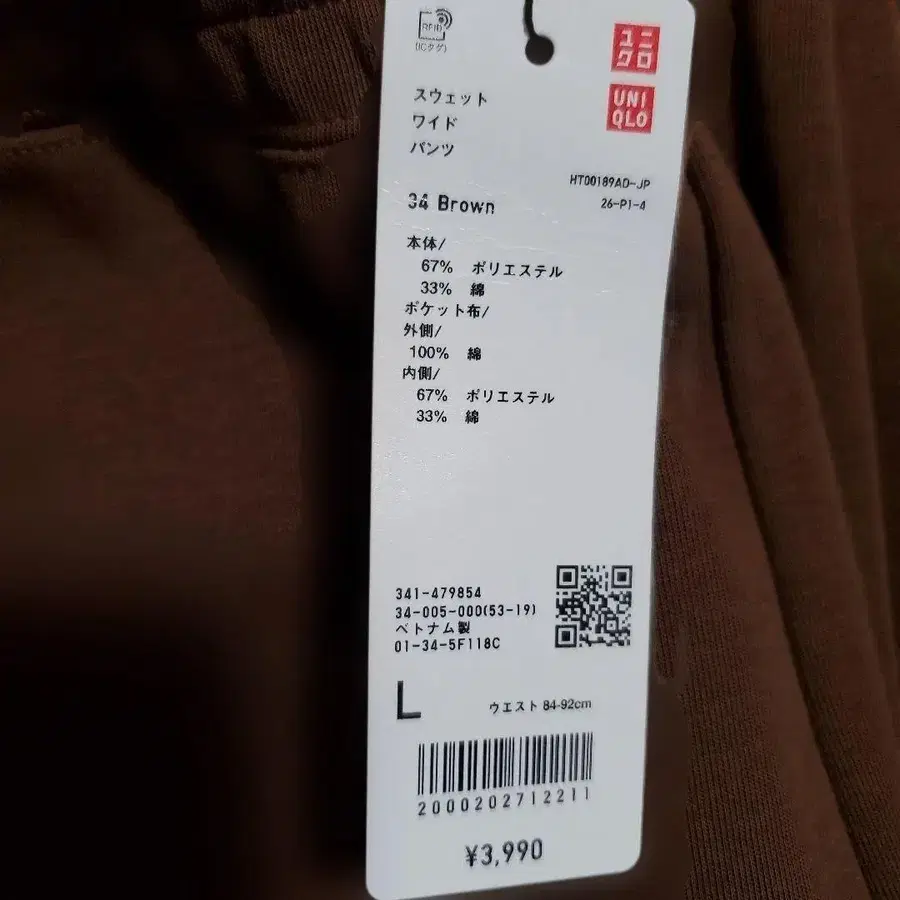 RFID
(ICタグ)
ユニ
クロ
UNI
QLO
スウェット
ワイド
パンツ
HT00189AD-JP
26-P1-4
34 Brown
本体/
67% ポリエステル
33% 綿
ポケット布/
外側/
100% 綿
内側/
67% ポリエステル
33% 綿
341-479854
34-005-000(53-19)
ベトナム製
01-34-5F118C
L ウエスト 84-92cm
2000202712211
¥3,990